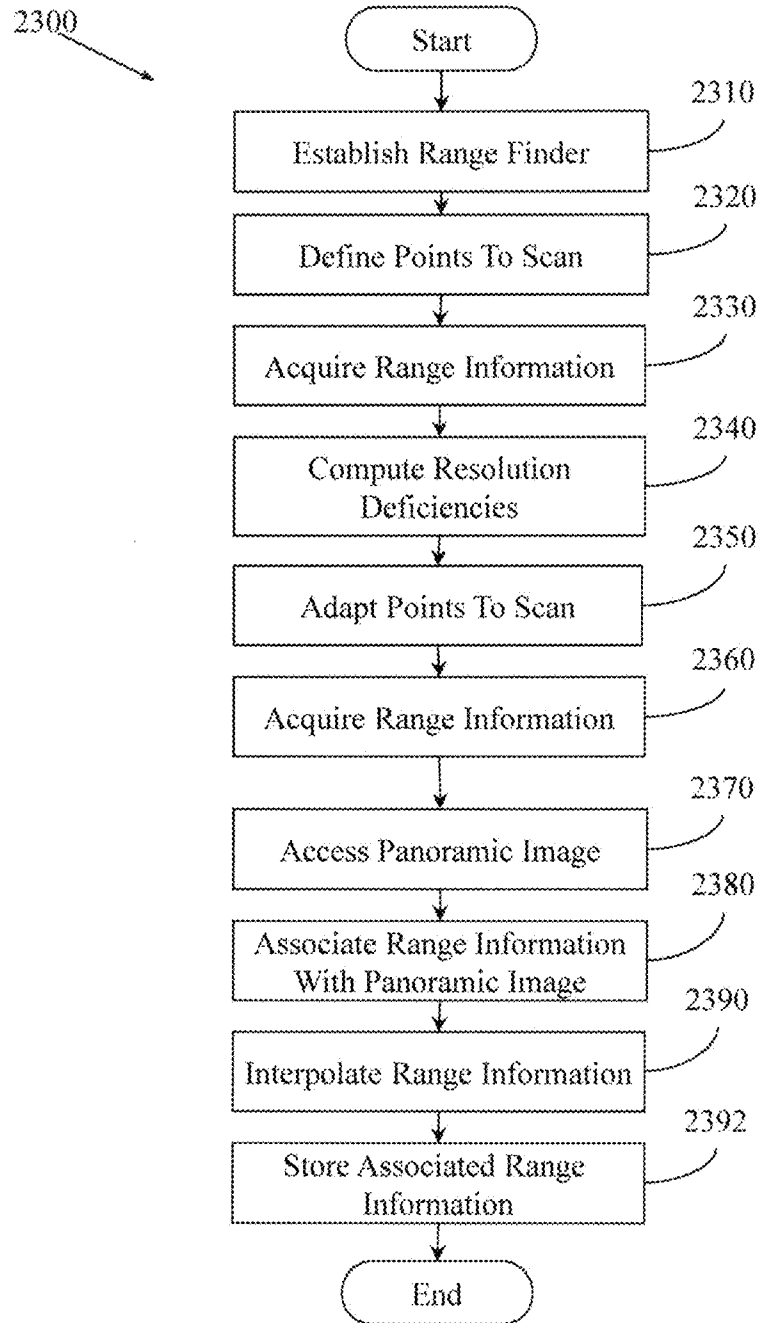 2300
Start
2310
Establish Range Finder
2320
Define Points To Scan
2330
Acquire Range Information
2340
Compute Resolution
Deficiencies
2350
Adapt Points To Scan
2360
Acquire Range Information
2370
Access Panoramic Image
2380
Associate Range Information
With Panoramic Image
2390
Interpolate Range Information
2392
Store Associated Range
Information
End